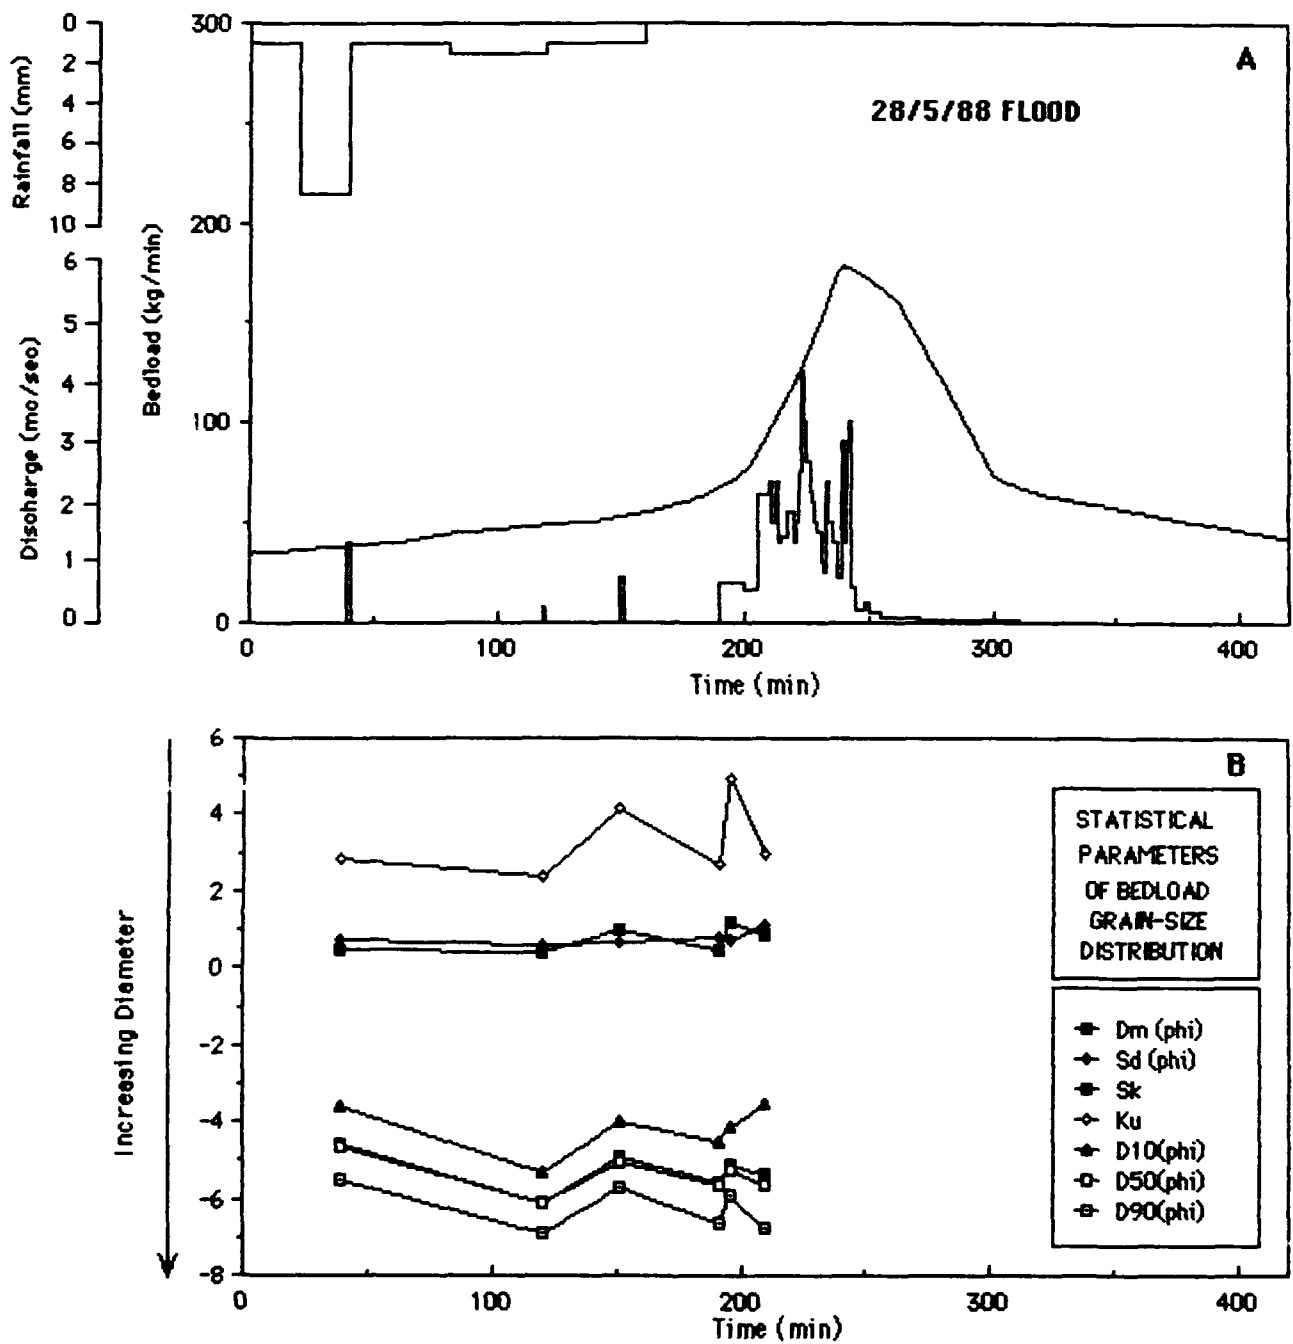 A
28/5/88 FLOOD
Rainfall (mm)
0
2
4
6
8
10
Discharge (mc/sec)
6
5
4
3
2
1
0
Bedload (kg/min)
300
200
100
0
0 100 200 300 400
Time (min)
B
Increasing Diameter
6
4
2
0
-2
-4
-6
-8
STATISTICAL
PARAMETERS
OF BEDLOAD
GRAIN-SIZE
DISTRIBUTION
Dm (phi)
Sd (phi)
Sk
Ku
D10(phi)
D50(phi)
D90(phi)
0 100 200 300 400
Time (min)